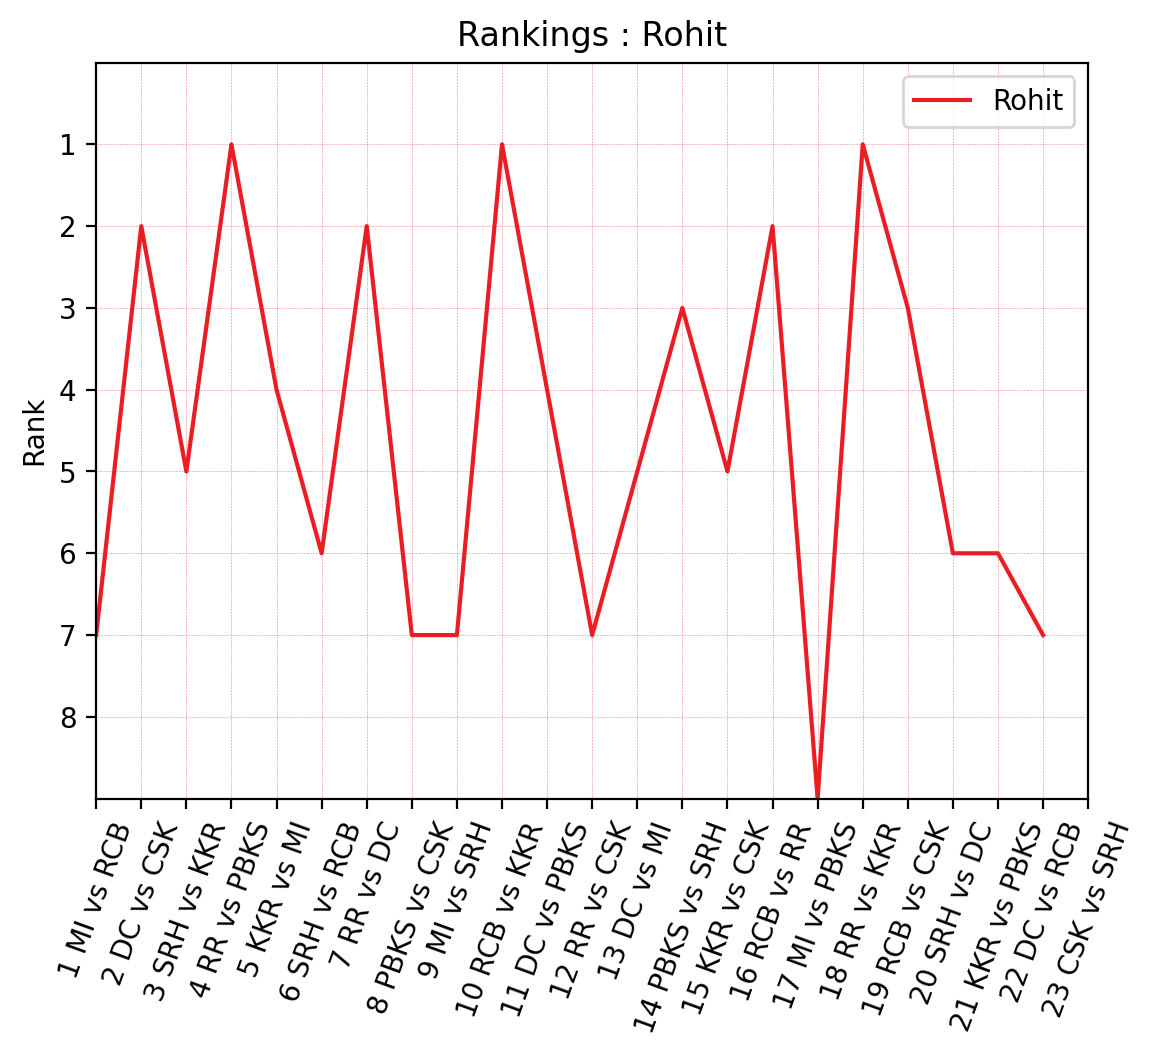 Rankings : Rohit
Rohit
Rank
1
2
3
4
5
6
7
8
1 MI vs RCB
2 DC vs CSK
3 SRH vs KKR
4 RR vs PBKS
5 KKR vs MI
6 SRH vs RCB
7 RR vs DC
8 PBKS vs CSK
9 MI vs SRH
10 RCB vs KKR
11 DC vs PBKS
12 RR vs CSK
13 DC vs MI
14 PBKS vs SRH
15 KKR vs CSK
16 RCB vs RR
17 MI vs PBKS
18 RR vs KKR
19 RCB vs CSK
20 SRH vs DC
21 KKR vs PBKS
22 DC vs RCB
23 CSK vs SRH